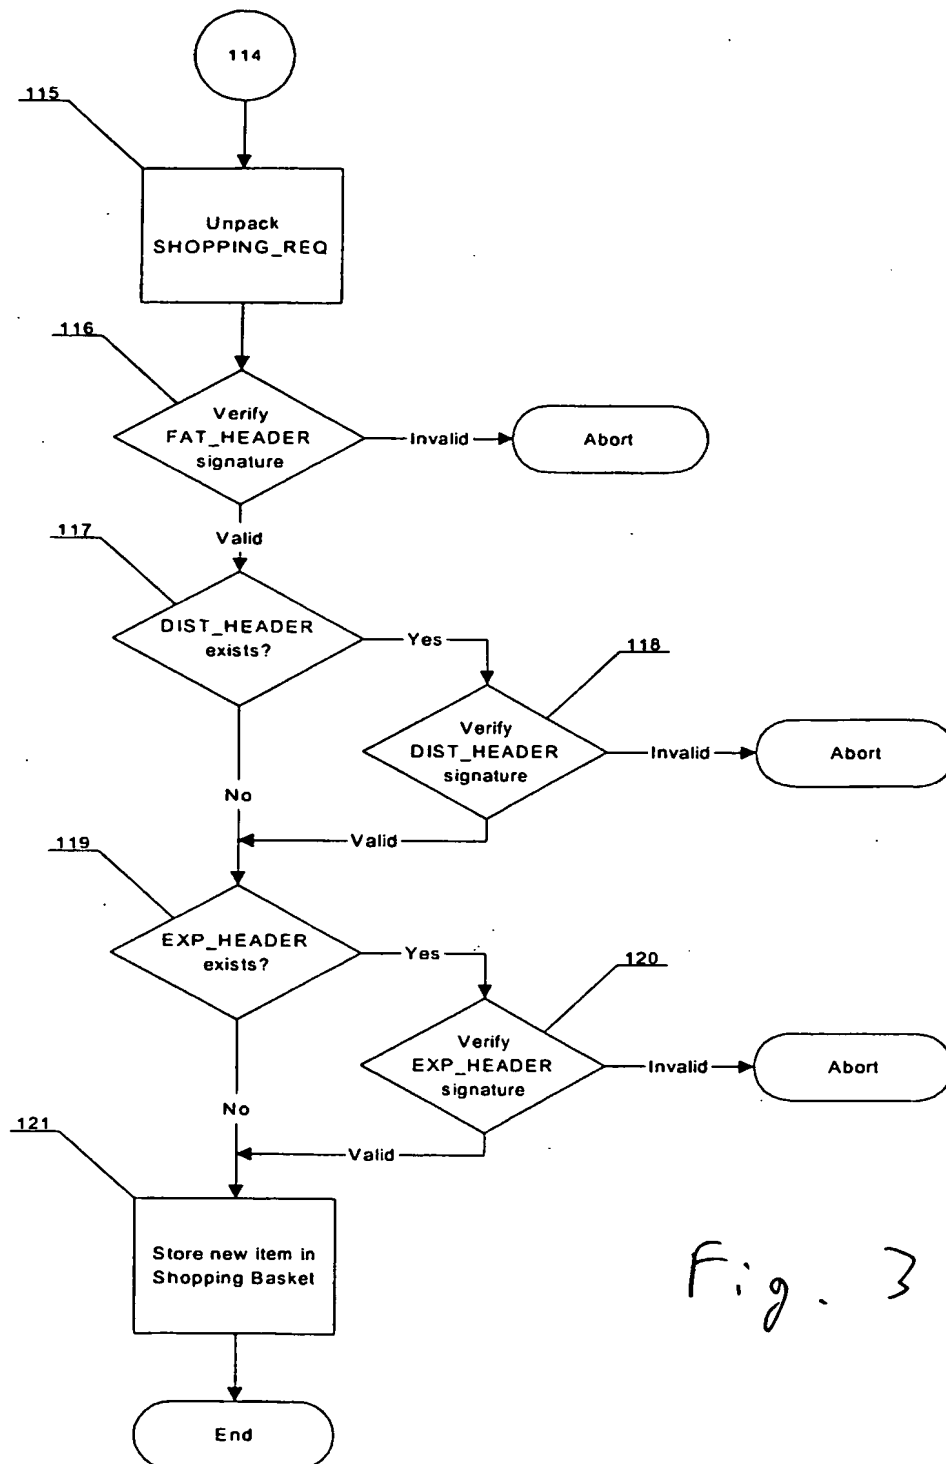 114
115
Unpack
SHOPPING_REQ
116
Verify
FAT_HEADER
signature
Invalid
Abort
Valid
117
DIST_HEADER
exists?
Yes
118
Verify
DIST_HEADER
signature
Invalid
Abort
No
Valid
119
EXP_HEADER
exists?
Yes
120
Verify
EXP_HEADER
signature
Invalid
Abort
No
Valid
121
Store new item in
Shopping Basket
Fig. 3
End